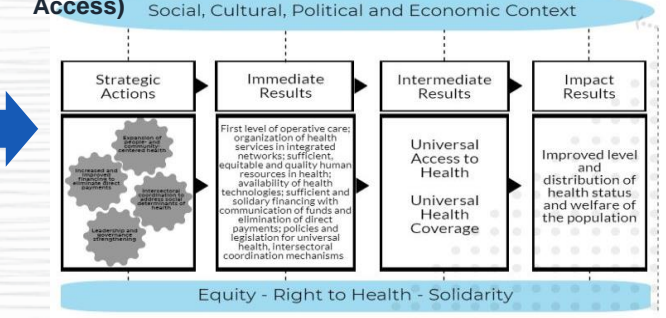 Access)
Social, Cultural, Political and Economic Context
Strategic
Actions
Immediate
Results
Intermediate
Results
Impact
Results
Expansion of
people- and
community-
centered health
Increased and
improved
financing to
eliminate direct
payments
Intersectoral
coordination to
address social
determinants of
health
Leadership and
governance
strengthening
First level of operative care;
organization of health
services in integrated
networks; sufficient,
equitable and quality human
resources in health;
availability of health
technologies; sufficient and
solidary financing with
communication of funds and
elimination of direct
payments; policies and
legislation for universal
health, intersectoral
coordination mechanisms
Universal
Access to
Health
Universal
Health
Coverage
Improved level
and
distribution of
health status
and welfare of
the population
Equity - Right to Health - Solidarity